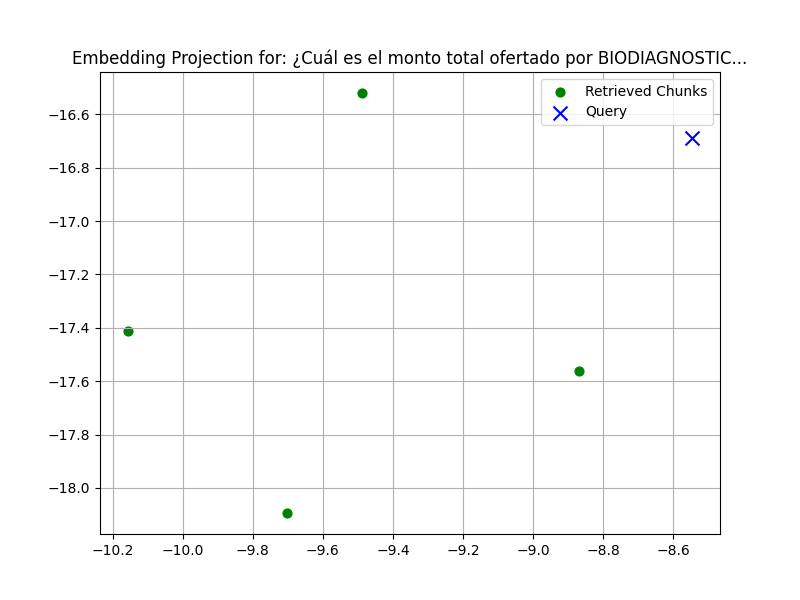 Embedding Projection for: ¿Cuál es el monto total ofertado por BIODIAGNOSTIC...
Retrieved Chunks
Query
−16.6
−16.8
−17.0
−17.2
−17.4
−17.6
−17.8
−18.0
−10.2 −10.0 −9.8 −9.6 −9.4 −9.2 −9.0 −8.8 −8.6